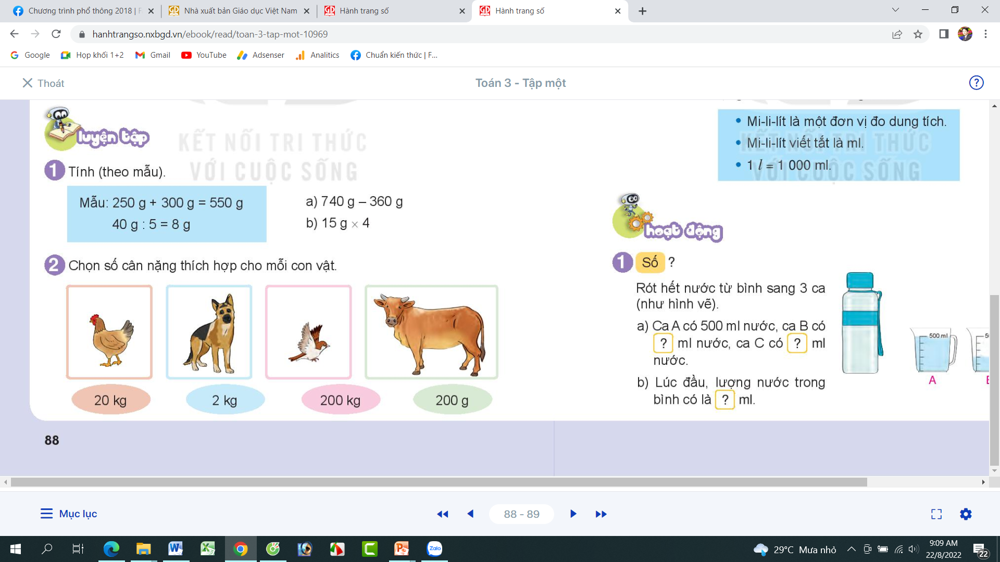 Chương trình phổ thông 2018 | F
Nhà xuất bản Giáo dục Việt Nam
Hành trang số
Hành trang số
hanhtrangso.nxbgd.vn/ebook/read/toan-3-tap-mot-10969
Google
Họp khối 1+2
Gmail
YouTube
Adsenser
Analitics
Chuẩn kiến thức | F...
Thoát
Toán 3 - Tập một
?
luyện tập
KẾT NỐI TRI THỨC
VỚI CUỘC SỐNG
1 Tính (theo mẫu).
Mẫu: 250 g + 300 g = 550 g
40 g : 5 = 8 g
a) 740 g – 360 g
b) 15 g × 4
2 Chọn số cân nặng thích hợp cho mỗi con vật.
20 kg
2 kg
200 kg
200 g
88
• Mi-li-lít là một đơn vị đo dung tích.
• Mi-li-lít viết tắt là ml.
• 1 l = 1 000 ml.
KẾT NỐI TRI THỨC
VỚI CUỘC SỐNG
hoạt động
1 Số ?
Rót hết nước từ bình sang 3 ca
(như hình vẽ).
a) Ca A có 500 ml nước, ca B có
? ml nước, ca C có ? ml
nước.
b) Lúc đầu, lượng nước trong
bình có là ? ml.
500 ml
A
Mục lục
88 - 89
Zalo
29°C Mưa nhỏ
9:09 AM
22/8/2022
22